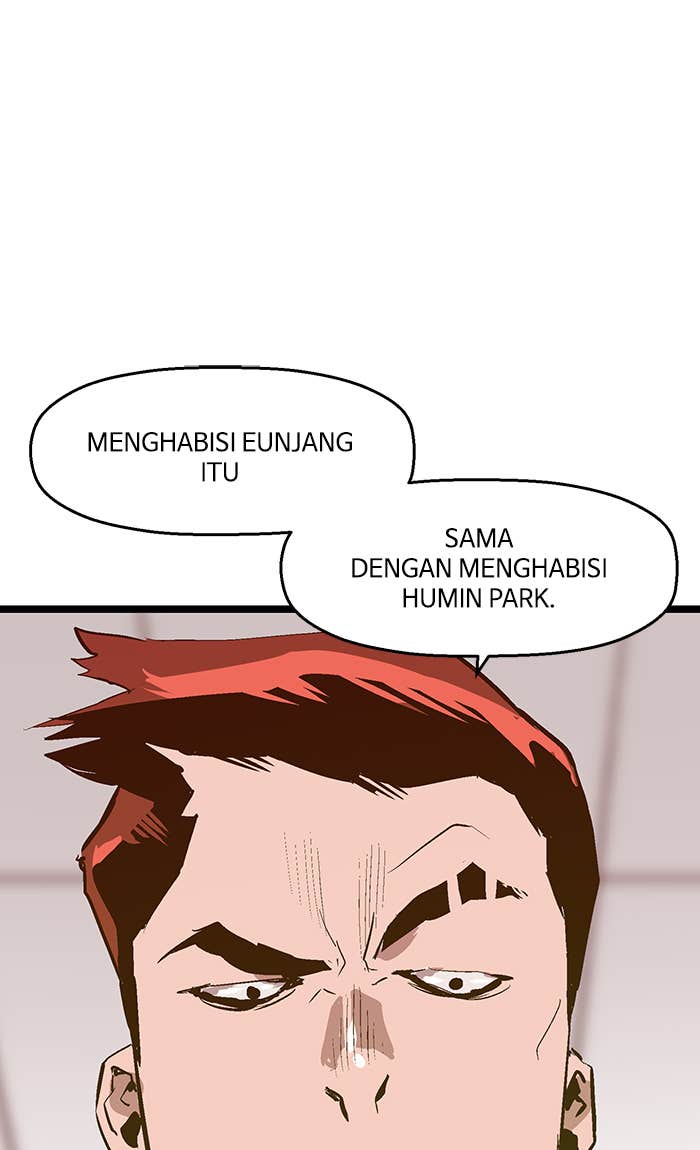 MENGHABISI EUNJANG
ITU
SAMA
DENGAN MENGHABISI
HUMIN PARK.